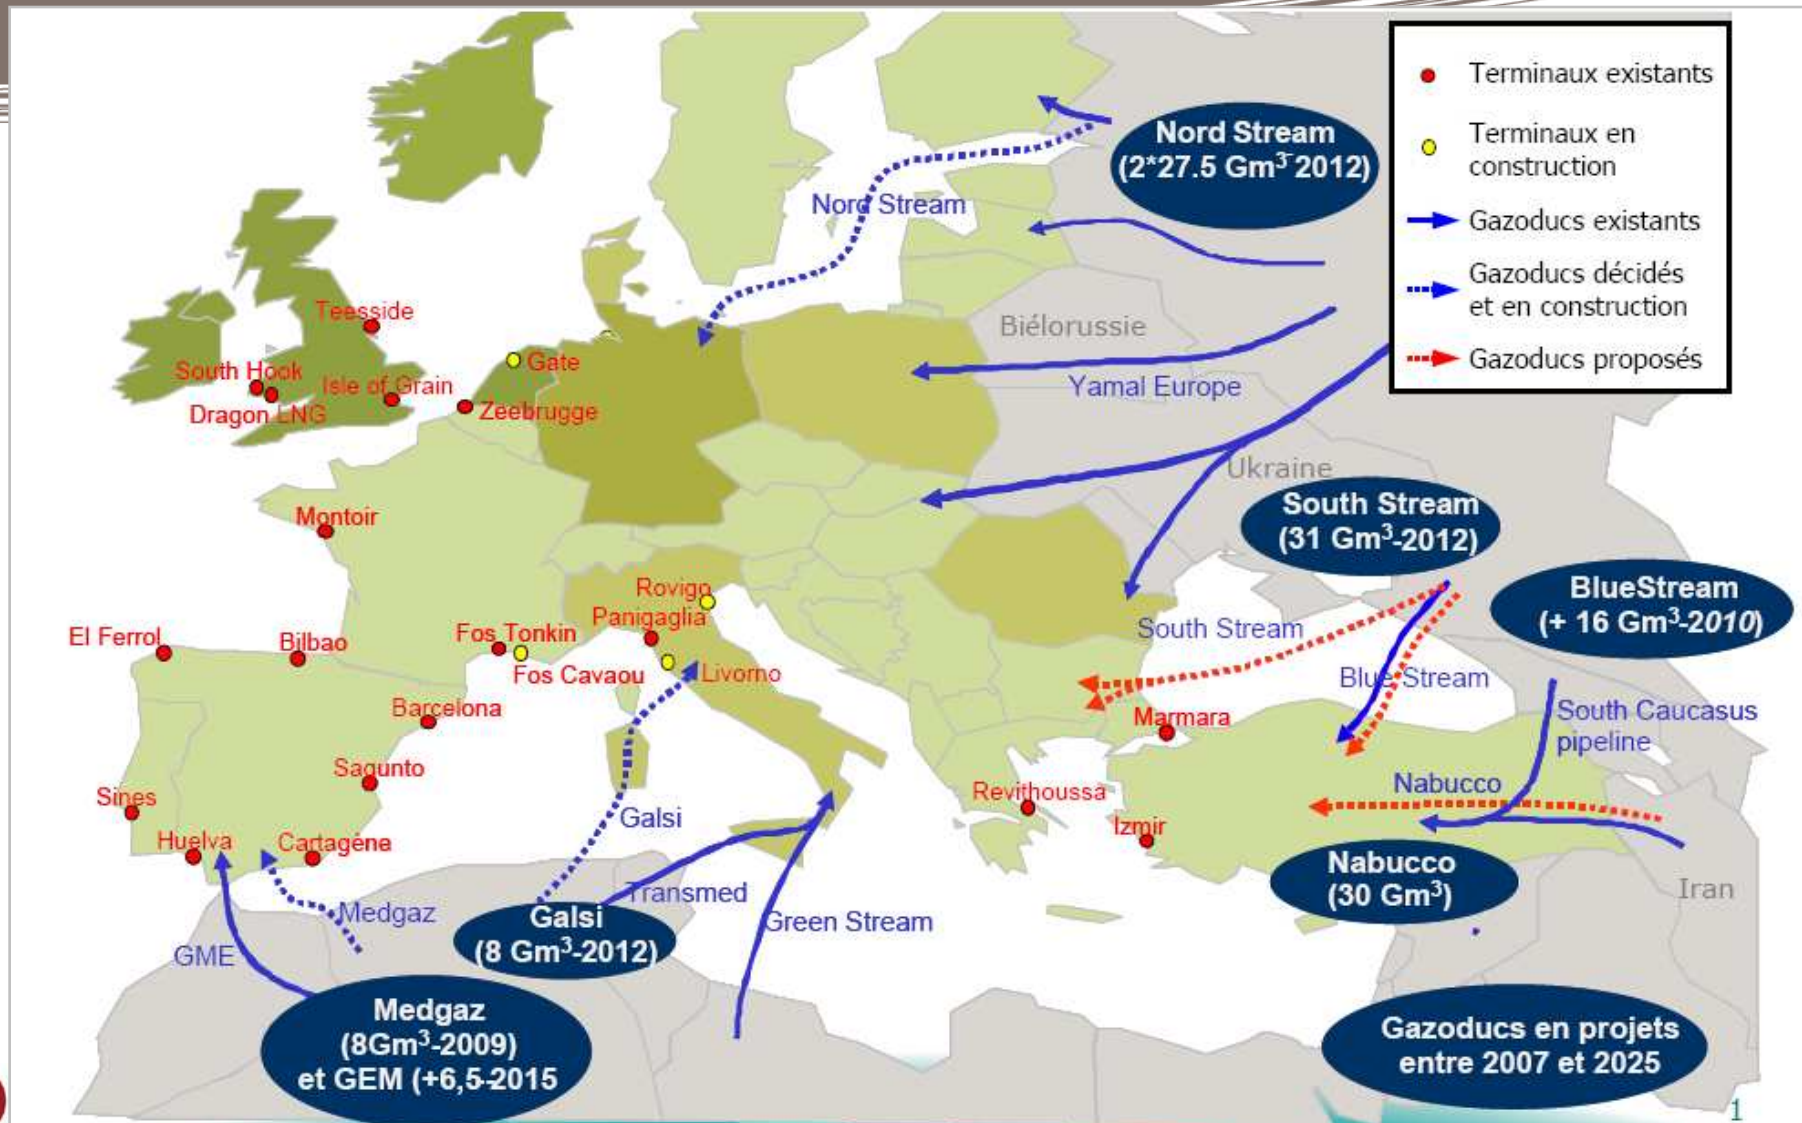 Terminaux existants
Terminaux en
construction
Gazoducs existants
Gazoducs décidés
et en construction
Gazoducs proposés
Nord Stream
(2*27.5 Gm³-2012)
Nord Stream
Biélorussie
Yamal Europe
Ukraine
Teesside
South Hook
Isle of Grain
Dragon LNG
Gate
Zeebrugge
South Stream
(31 Gm³-2012)
BlueStream
(+ 16 Gm³-2010)
Montoir
Rovigo
Panigaglia
South Stream
El Ferrol
Bilbao
Fos Tonkin
Fos Cavaou
Livorno
Blue Stream
Barcelona
Marmara
South Caucasus
pipeline
Sagunto
Sines
Revithoussa
Nabucco
Galsi
Izmir
Huelva
Cartagène
Nabucco
(30 Gm³)
Iran
Transmed
Medgaz
Galsi
(8 Gm³-2012)
Green Stream
GME
Medgaz
(8Gm³-2009)
et GEM (+6,5-2015
Gazoducs en projets
entre 2007 et 2025
1